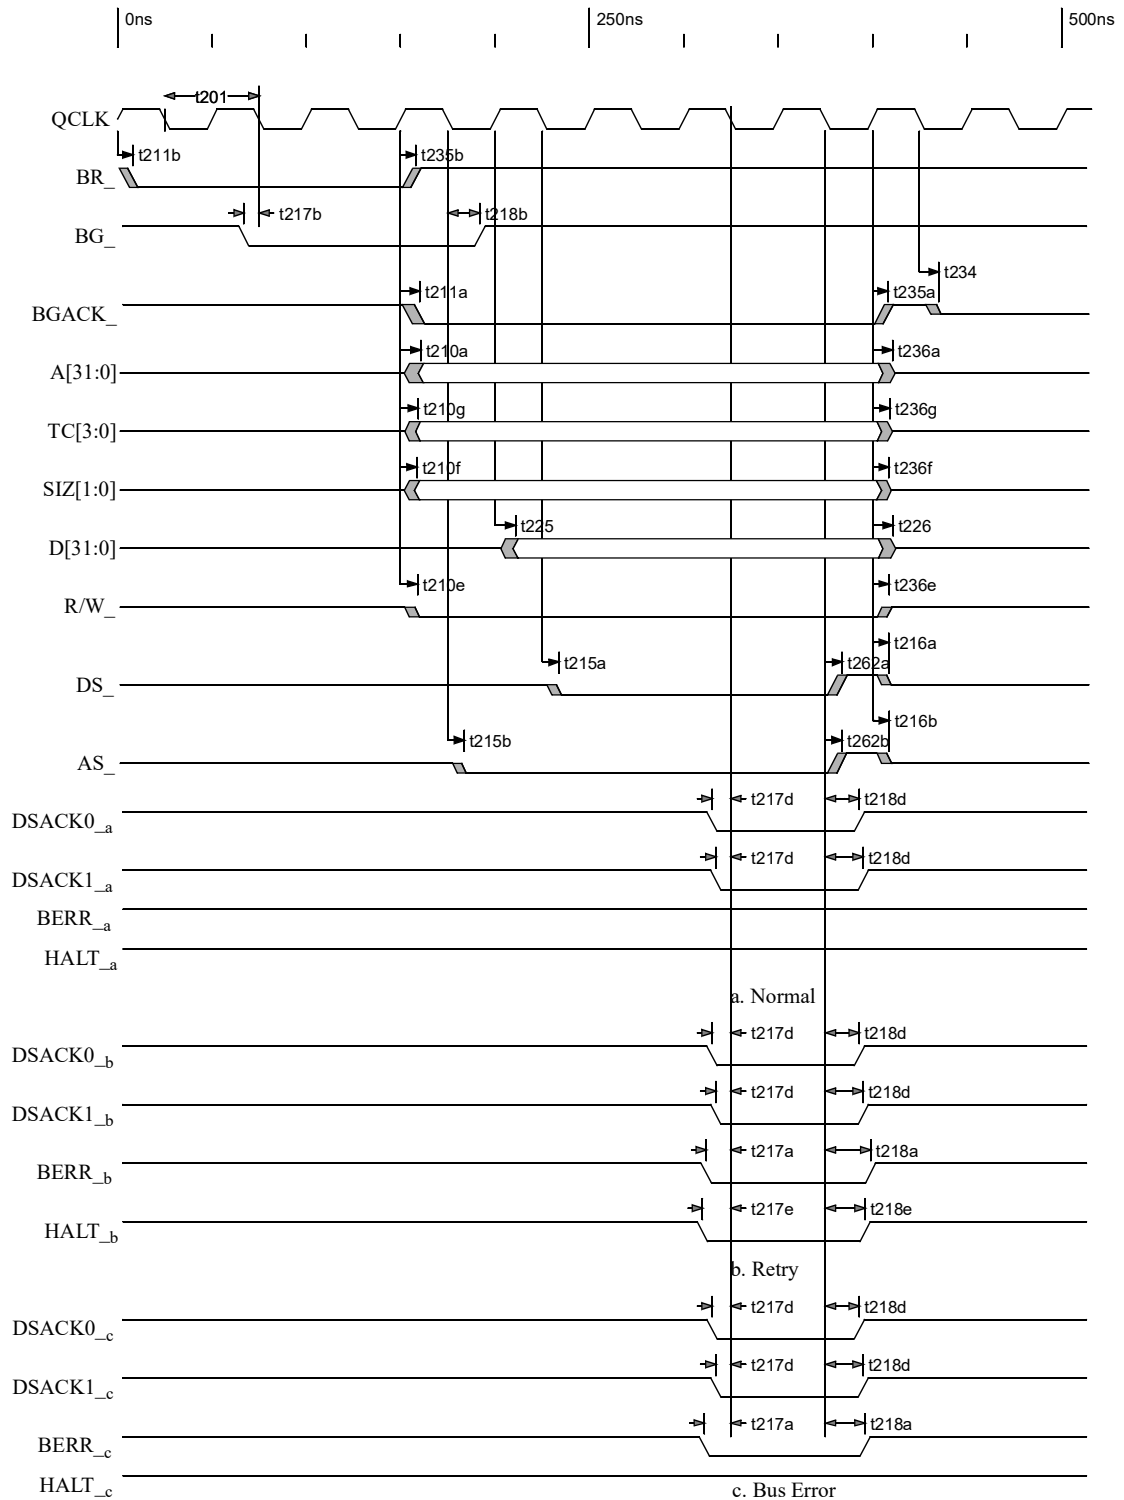 0ns 250ns 500ns
t201
QCLK
t211b t235b
BR_
t217b t218b
BG_
t234
t211a t235a
BGACK_
t210a t236a
A[31:0]
t210g t236g
TC[3:0]
t210f t236f
SIZ[1:0]
t225 t226
D[31:0]
t210e t236e
R/W_
t216a
t215a t262a
DS_
t216b
t215b t262b
AS_
t217d t218d
DSACK0_a
t217d t218d
DSACK1_a
BERR_a
HALT_a
a. Normal
t217d t218d
DSACK0_b
t217d t218d
DSACK1_b
t217a t218a
BERR_b
t217e t218e
HALT_b
b. Retry
t217d t218d
DSACK0_c
t217d t218d
DSACK1_c
t217a t218a
BERR_c
HALT_c
c. Bus Error